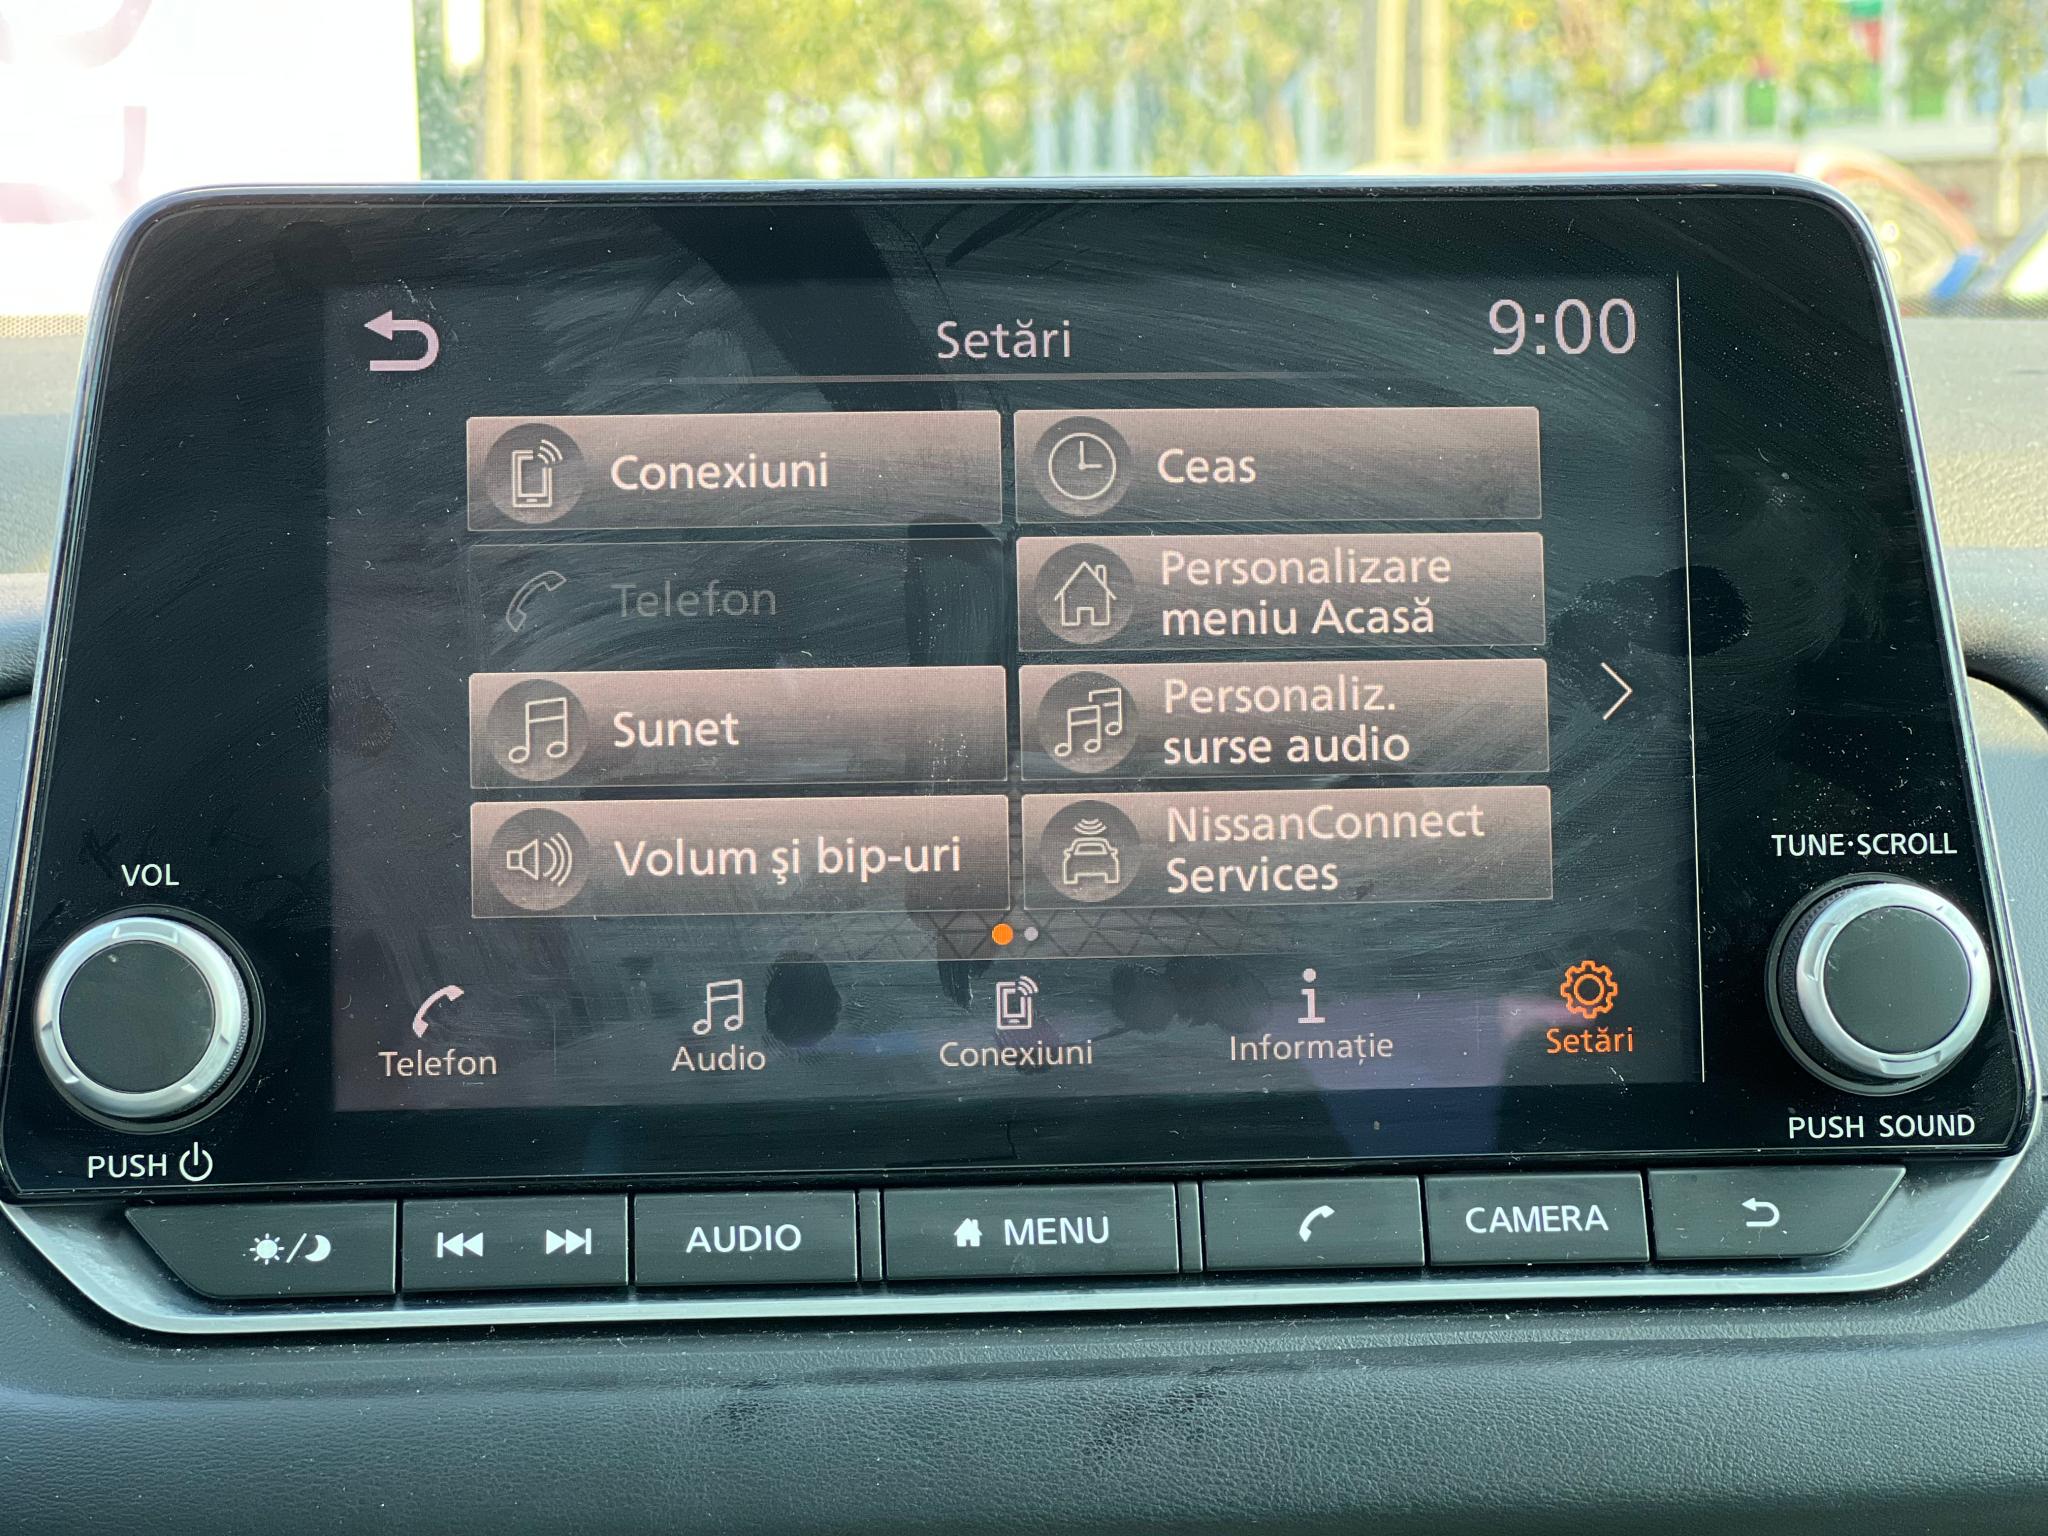 Setări
9:00
Conexiuni
Ceas
Telefon
Personalizare
meniu Acasă
Sunet
Personaliz.
surse audio
Volum şi bip-uri
NissanConnect
Services
Telefon
Audio
Conexiuni
Informaţie
Setări
VOL
PUSH
TUNE·SCROLL
PUSH SOUND
AUDIO
MENU
CAMERA